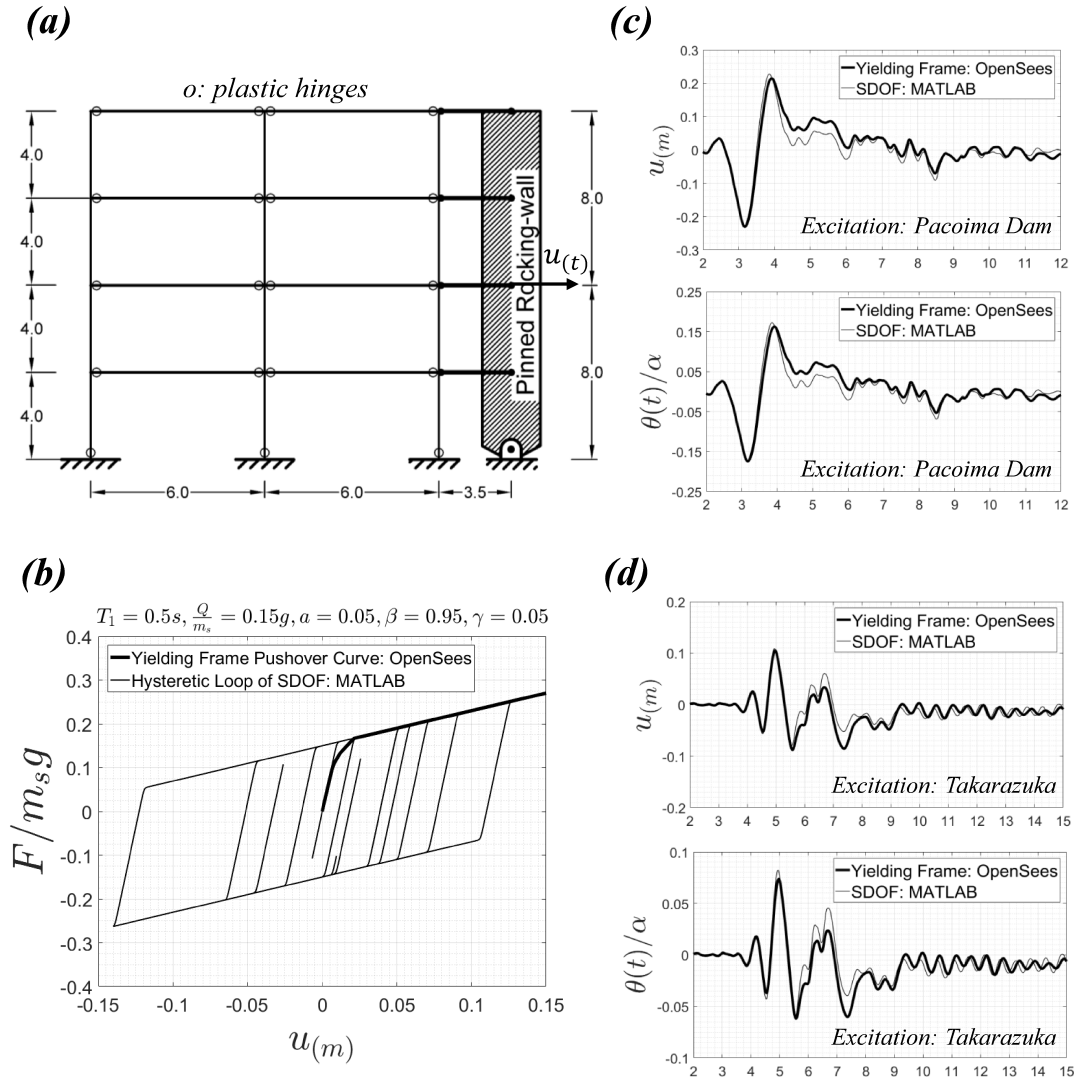 (a)
o: plastic hinges
4.0
4.0
4.0
4.0
8.0
8.0
Pinned Rocking-wall
u(t)
6.0
6.0
3.5
(b)
T₁ = 0.5s, Q/mₛ = 0.15g, a = 0.05, β = 0.95, γ = 0.05
Yielding Frame Pushover Curve: OpenSees
Hysteretic Loop of SDOF: MATLAB
F/mₛg
0.4
0.3
0.2
0.1
0
-0.1
-0.2
-0.3
-0.4
-0.15
-0.1
-0.05
0
0.05
0.1
0.15
u(m)
(c)
Yielding Frame: OpenSees
SDOF: MATLAB
u(m)
0.3
0.2
0.1
0
-0.1
-0.2
-0.3
Excitation: Pacoima Dam
2 3 4 5 6 7 8 9 10 11 12
Yielding Frame: OpenSees
SDOF: MATLAB
θ(t)/α
0.25
0.15
0.05
-0.05
-0.15
-0.25
Excitation: Pacoima Dam
2 3 4 5 6 7 8 9 10 11 12
(d)
Yielding Frame: OpenSees
SDOF: MATLAB
u(m)
0.2
0.1
0
-0.1
-0.2
Excitation: Takarazuka
2 3 4 5 6 7 8 9 10 11 12 13 14 15
Yielding Frame: OpenSees
SDOF: MATLAB
θ(t)/α
0.1
0.05
0
-0.05
-0.1
Excitation: Takarazuka
2 3 4 5 6 7 8 9 10 11 12 13 14 15